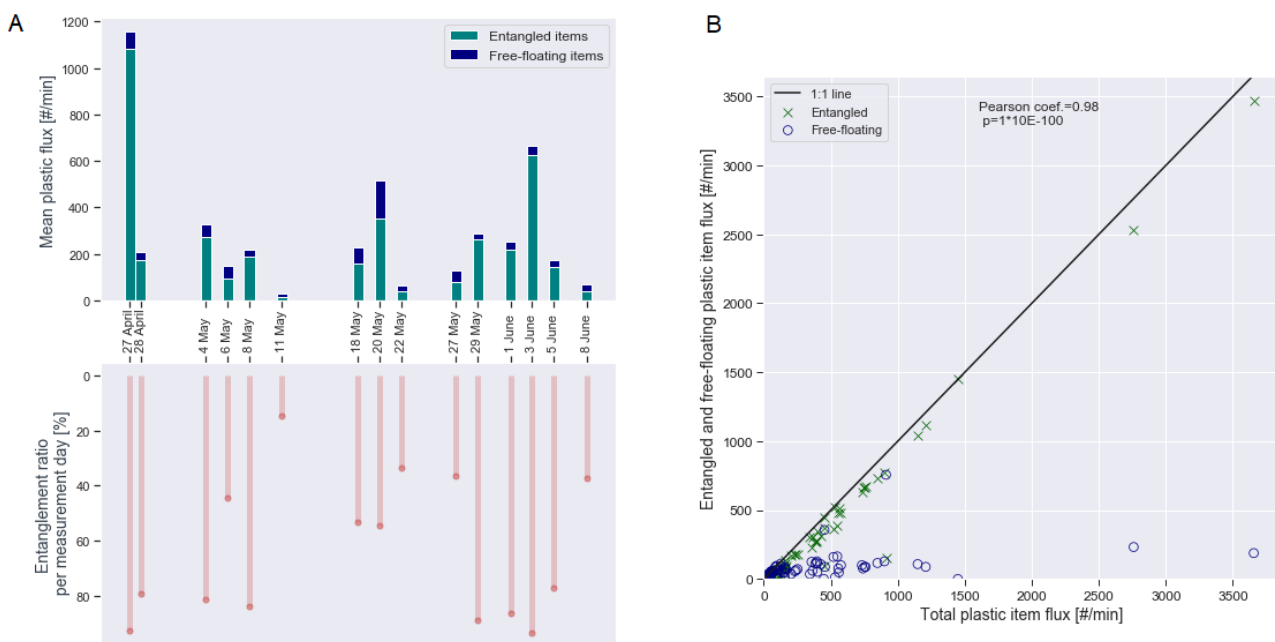 A
Mean plastic flux [#/min]
1200
1000
800
600
400
200
0
Entangled items
Free-floating items
27 April
28 April
4 May
6 May
8 May
11 May
18 May
20 May
22 May
27 May
29 May
1 June
3 June
5 June
8 June
Entanglement ratio
per measurement day [%]
0
20
40
60
80
B
Entangled and free-floating plastic item flux [#/min]
3500
3000
2500
2000
1500
1000
500
0
1:1 line
Entangled
Free-floating
Pearson coef.=0.98
p=1*10E-100
0
500
1000
1500
2000
2500
3000
3500
Total plastic item flux [#/min]